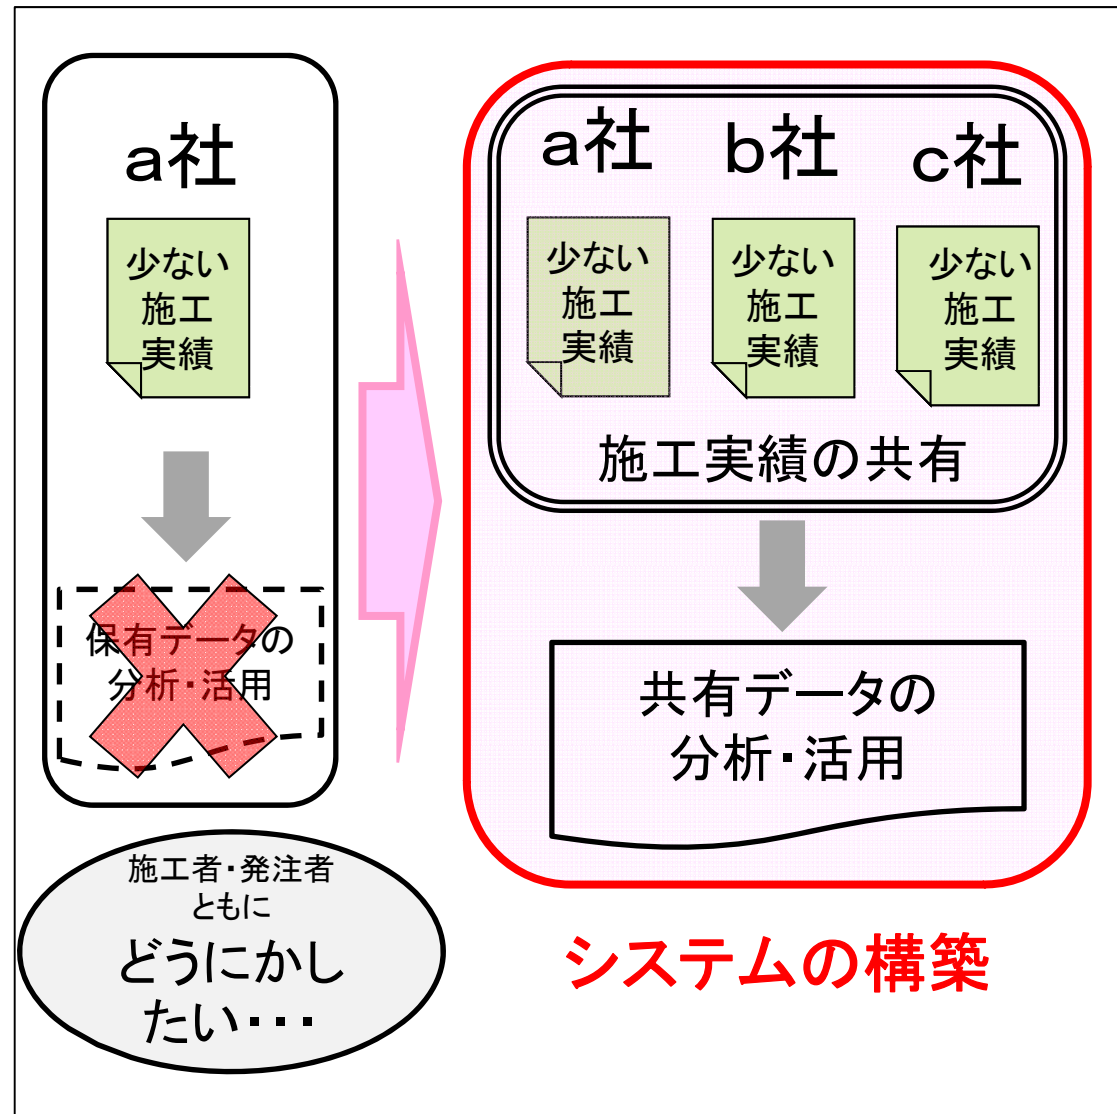 a社
少ない
施工
実績
保有データの
分析・活用
施工者・発注者
ともに
どうにかし
たい・・・
a社
b社
c社
少ない
施工
実績
少ない
施工
実績
少ない
施工
実績
施工実績の共有
共有データの
分析・活用
システムの構築